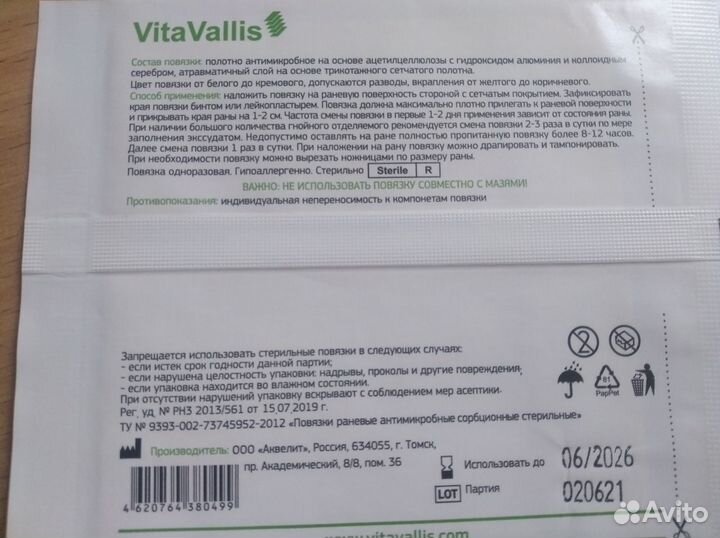 VitaVallis
Состав повязки: полотно антимикробное на основе ацетилцеллюлозы с гидроксидом алюминия и коллоидным
серебром, атравматичный слой на основе трикотажного сетчатого полотна.
Цвет повязки от белого до кремового, допускаются разводы, вкрапления от желтого до коричневого.
Способ применения: наложить повязку на раневую поверхность стороной с сетчатым покрытием. Зафиксировать
края повязки бинтом или лейкопластырем. Повязка должна максимально плотно прилегать к раневой поверхности
и прикрывать края раны на 1-2 см. Частота смены повязки в первые 1-2 дня применения зависит от состояния раны.
При наличии большого количества гнойного отделяемого рекомендуется смена повязки 2-3 раза в сутки по мере
заполнения экссудатом. Недопустимо оставлять на ране полностью пропитанную повязку более 8-12 часов.
Далее смена повязки 1 раз в сутки. При наложении на рану повязку можно драпировать и тампонировать.
При необходимости повязку можно вырезать ножницами по размеру раны.
Повязка одноразовая. Гипоаллергенно. Стерильно Sterile R
ВАЖНО: НЕ ИСПОЛЬЗОВАТЬ ПОВЯЗКУ СОВМЕСТНО С МАЗЯМИ!
Противопоказания: индивидуальная непереносимость к компонетам повязки
Запрещается использовать стерильные повязки в следующих случаях:
- если истек срок годности данной партии;
- если нарушена целостность упаковки: надрывы, проколы и другие повреждения;
- если упаковка находится во влажном состоянии.
При отсутствии нарушений упаковку вскрывают с соблюдением мер асептики.
Рег. уд. № РНЗ 2013/561 от 15.07.2019 г.
ТУ № 9393-002-73745952-2012 «Повязки раневые антимикробные сорбционные стерильные»
2
81
PapPet
Производитель: ООО «Аквелит», Россия, 634055, г. Томск,
пр. Академический, 8/8, пом. 36
Использовать до 06/2026
LOT Партия 020621
4620764380499
www.vitavallis.com
Avito